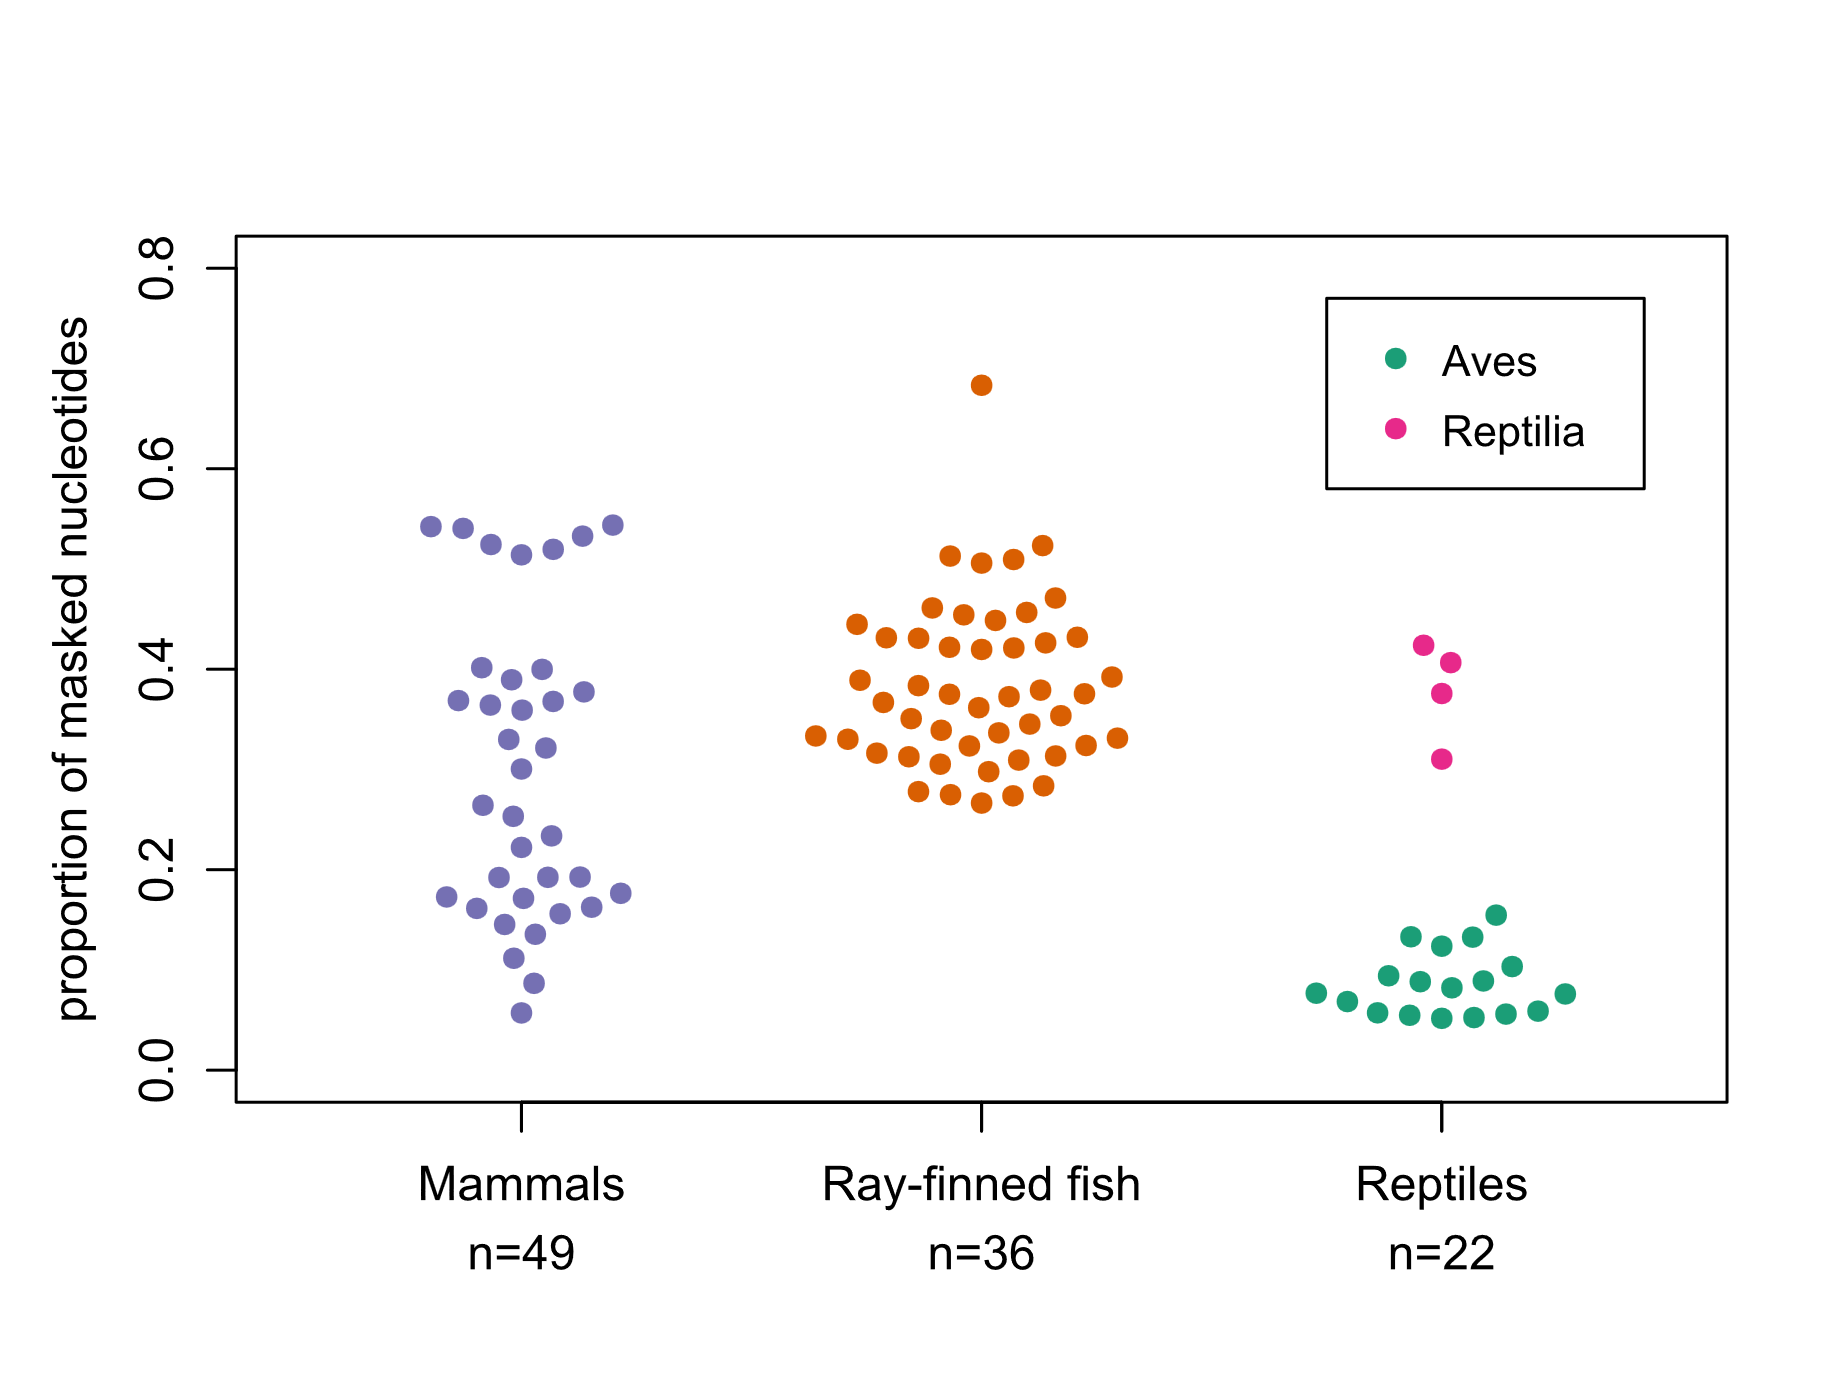 proportion of masked nucleotides
0.8
0.6
0.4
0.2
0.0
Aves
Reptilia
Mammals
n=49
Ray-finned fish
n=36
Reptiles
n=22